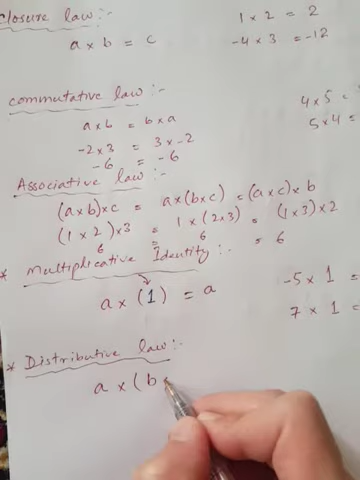 Closure law:-
1 x 2 = 2
a x b = c
-4 x 3 = -12
commutative law:-
a x b = b x a
4 x 5 =
-2 x 3 = 3 x -2
5 x 4 =
-6 = -6
Associative law:-
(a x b) x c = a x (b x c) = (a x c) x b
(1 x 2) x 3 = 1 x (2 x 3) = (1 x 3) x 2
6 = 6 = 6
* Multiplicative Identity:-
a x (1) = a
-5 x 1 =
7 x 1 =
* Distributive law:-
a x (b